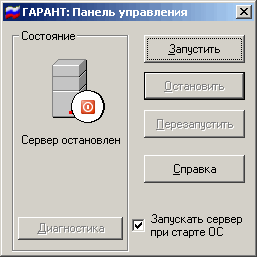 ГАРАНТ: Панель управления
Состояние
Сервер остановлен
Диагностика
Запустить
Остановить
Перезапустить
Справка
Запускать сервер
при старте ОС